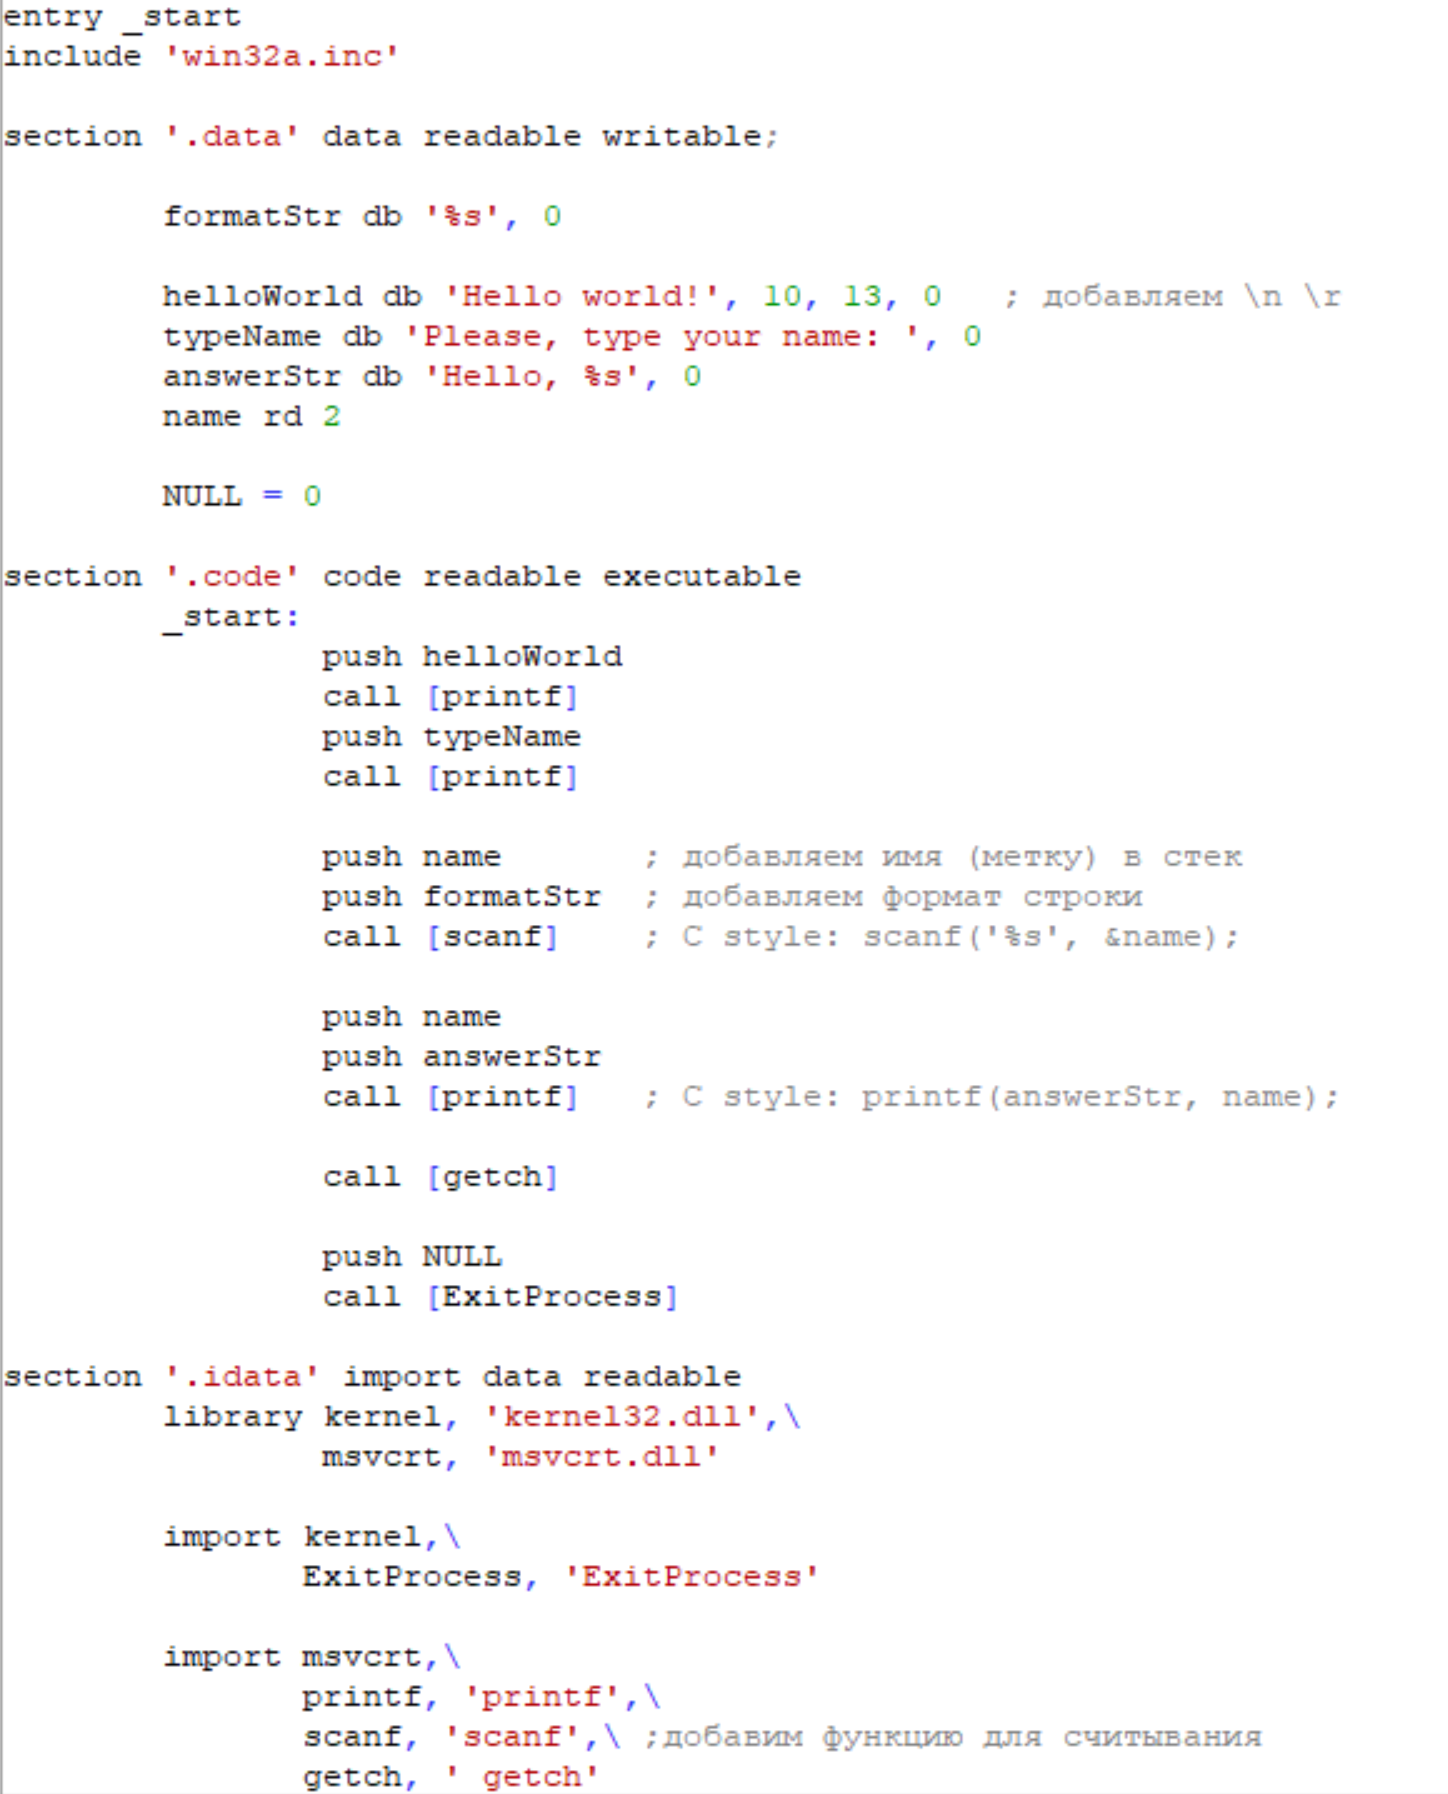 entry _start
include 'win32a.inc'
section '.data' data readable writable;
formatStr db '%s', 0
helloWorld db 'Hello world!', 10, 13, 0 ; добавляем \n \r
typeName db 'Please, type your name: ', 0
answerStr db 'Hello, %s', 0
name rd 2
NULL = 0
section '.code' code readable executable
_start:
push helloWorld
call [printf]
push typeName
call [printf]
push name ; добавляем имя (метку) в стек
push formatStr ; добавляем формат строки
call [scanf] ; C style: scanf('%s', &name);
push name
push answerStr
call [printf] ; C style: printf(answerStr, name);
call [getch]
push NULL
call [ExitProcess]
section '.idata' import data readable
library kernel, 'kernel32.dll',\
msvcrt, 'msvcrt.dll'
import kernel,\
ExitProcess, 'ExitProcess'
import msvcrt,\
printf, 'printf',\
scanf, 'scanf',\ ;добавим функцию для считывания
getch, ' getch'